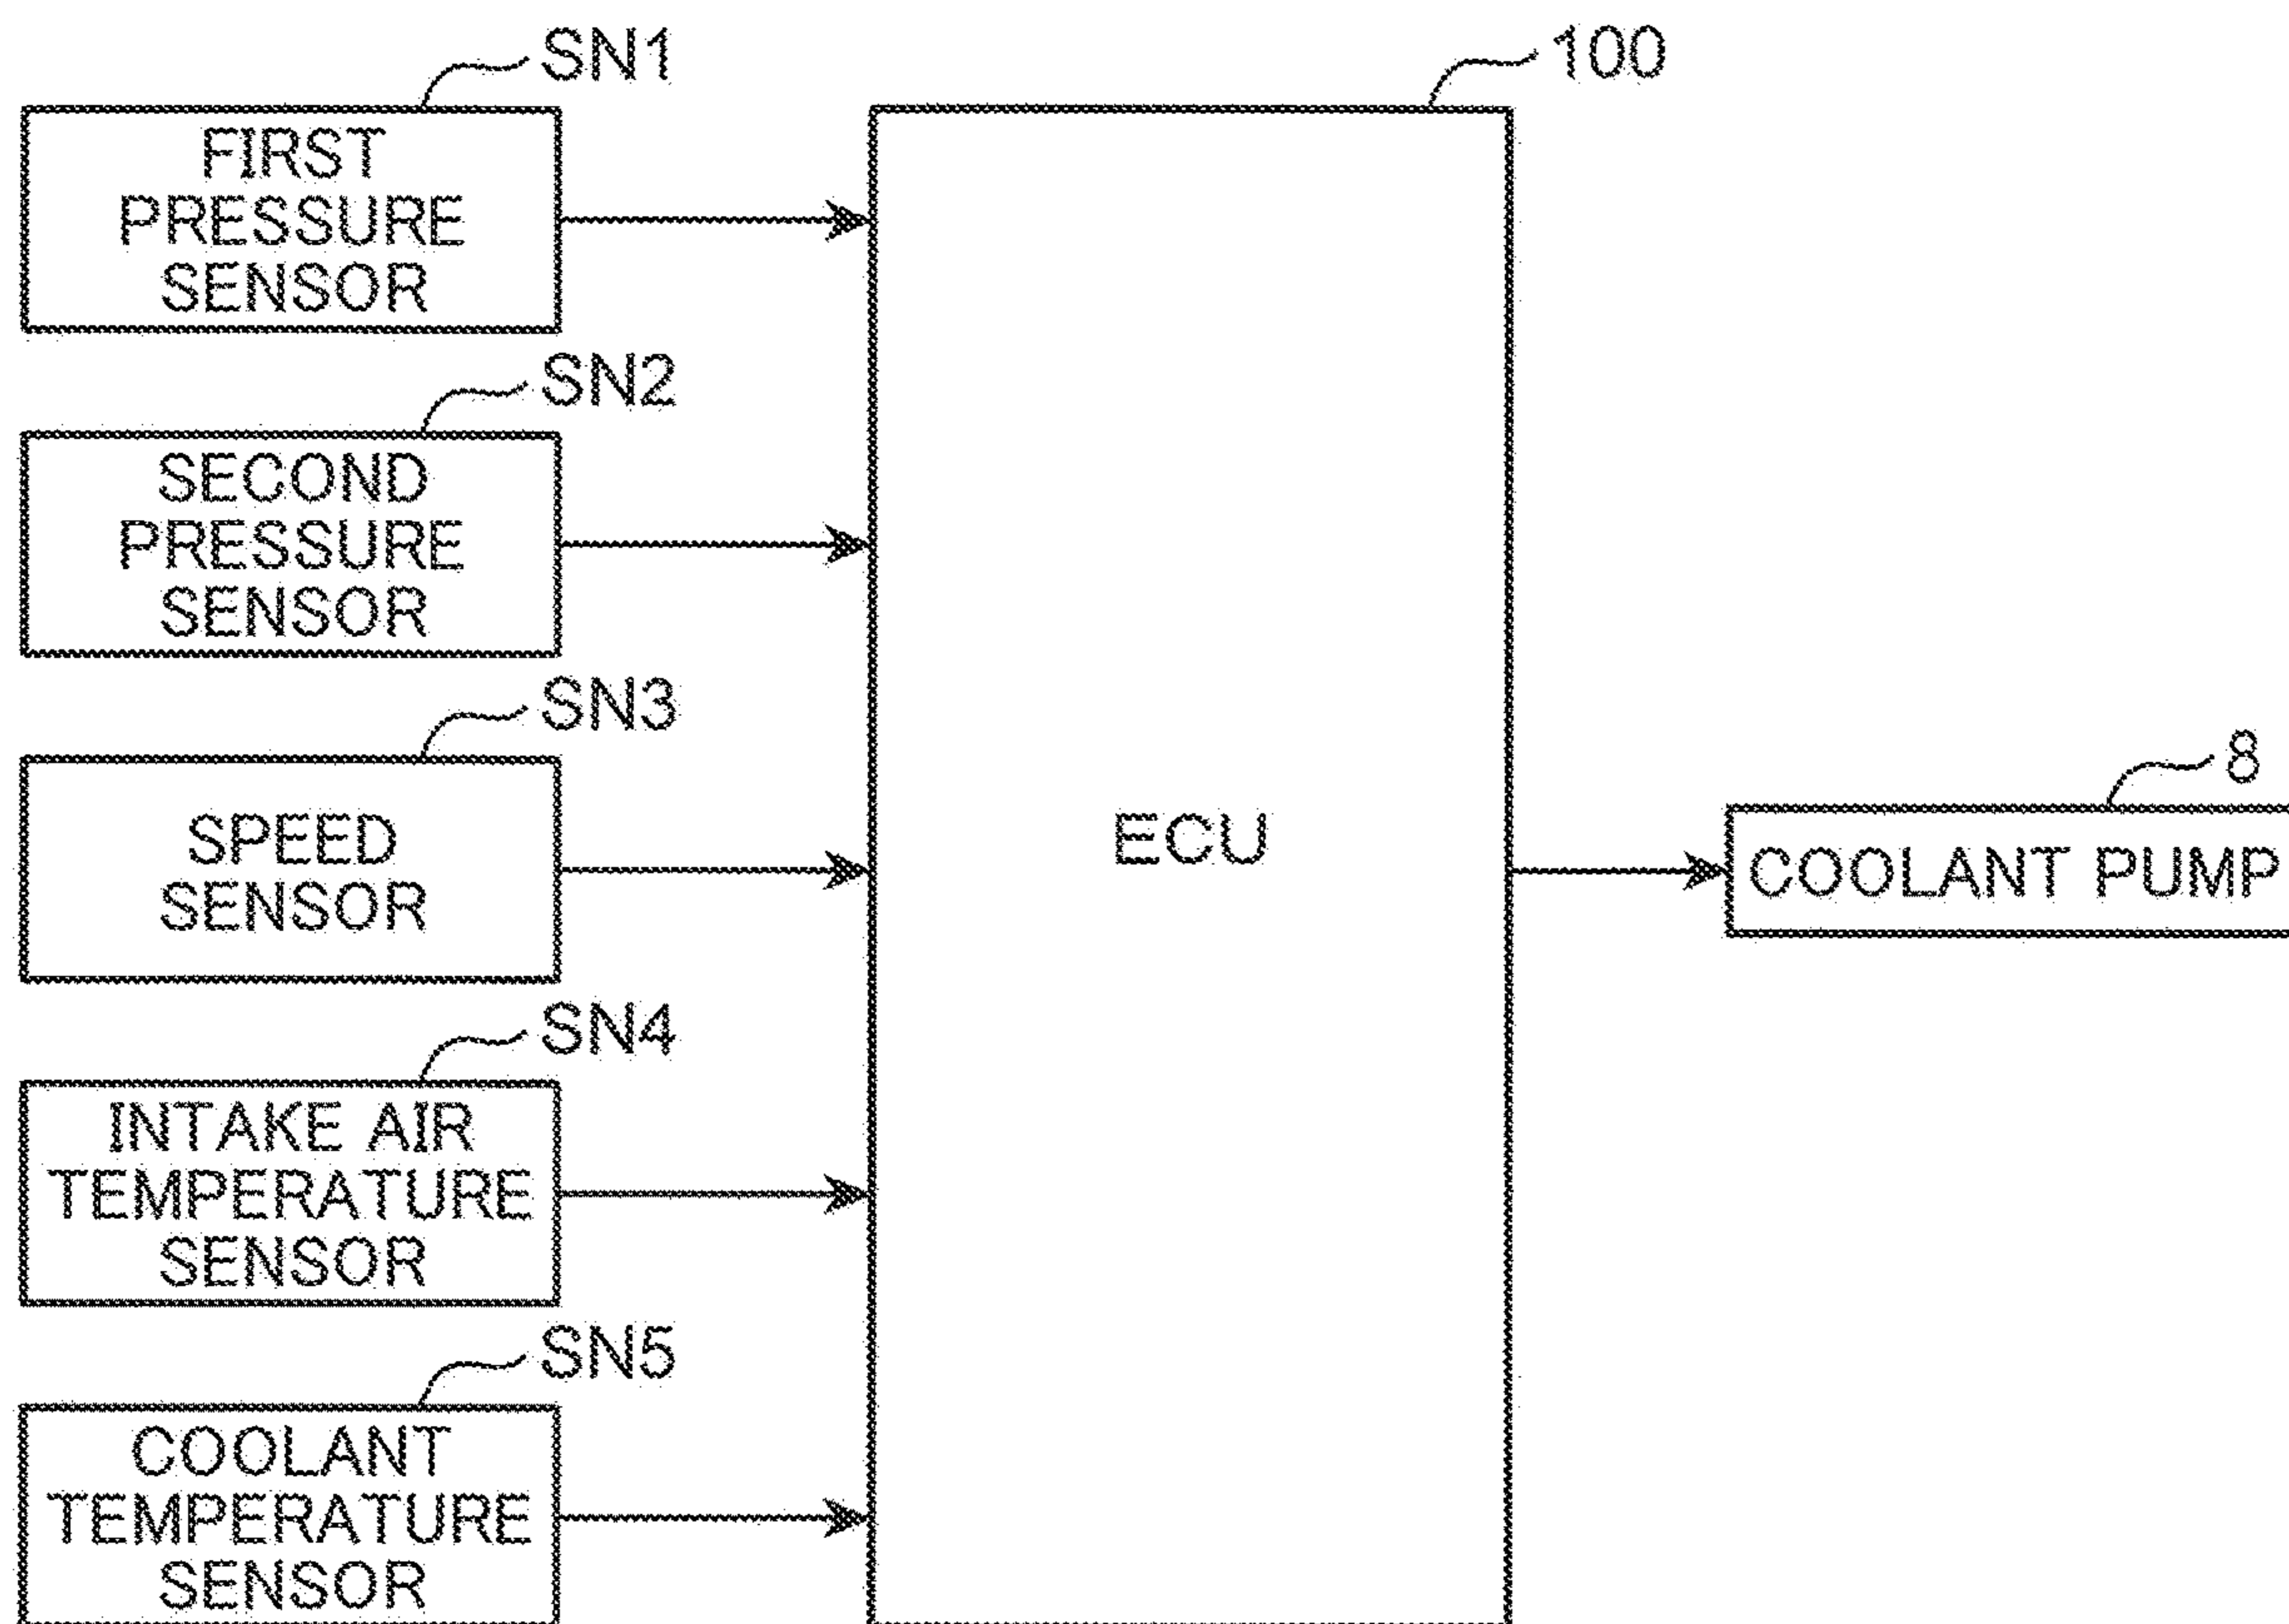 SN1
FIRST
PRESSURE
SENSOR
SN2
SECOND
PRESSURE
SENSOR
SN3
SPEED
SENSOR
SN4
INTAKE AIR
TEMPERATURE
SENSOR
SN5
COOLANT
TEMPERATURE
SENSOR
100
ECU
8
COOLANT PUMP